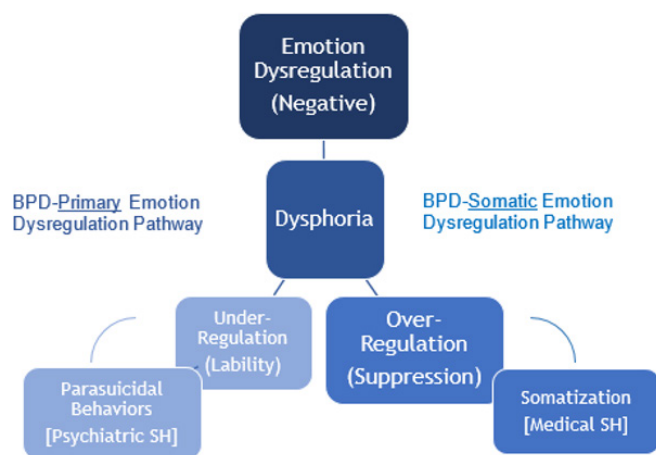 Emotion
Dysregulation
(Negative)
BPD-Primary Emotion
Dysregulation Pathway
Dysphoria
BPD-Somatic Emotion
Dysregulation Pathway
Under-
Regulation
(Lability)
Over-
Regulation
(Suppression)
Parasuicidal
Behaviors
[Psychiatric SH]
Somatization
[Medical SH]